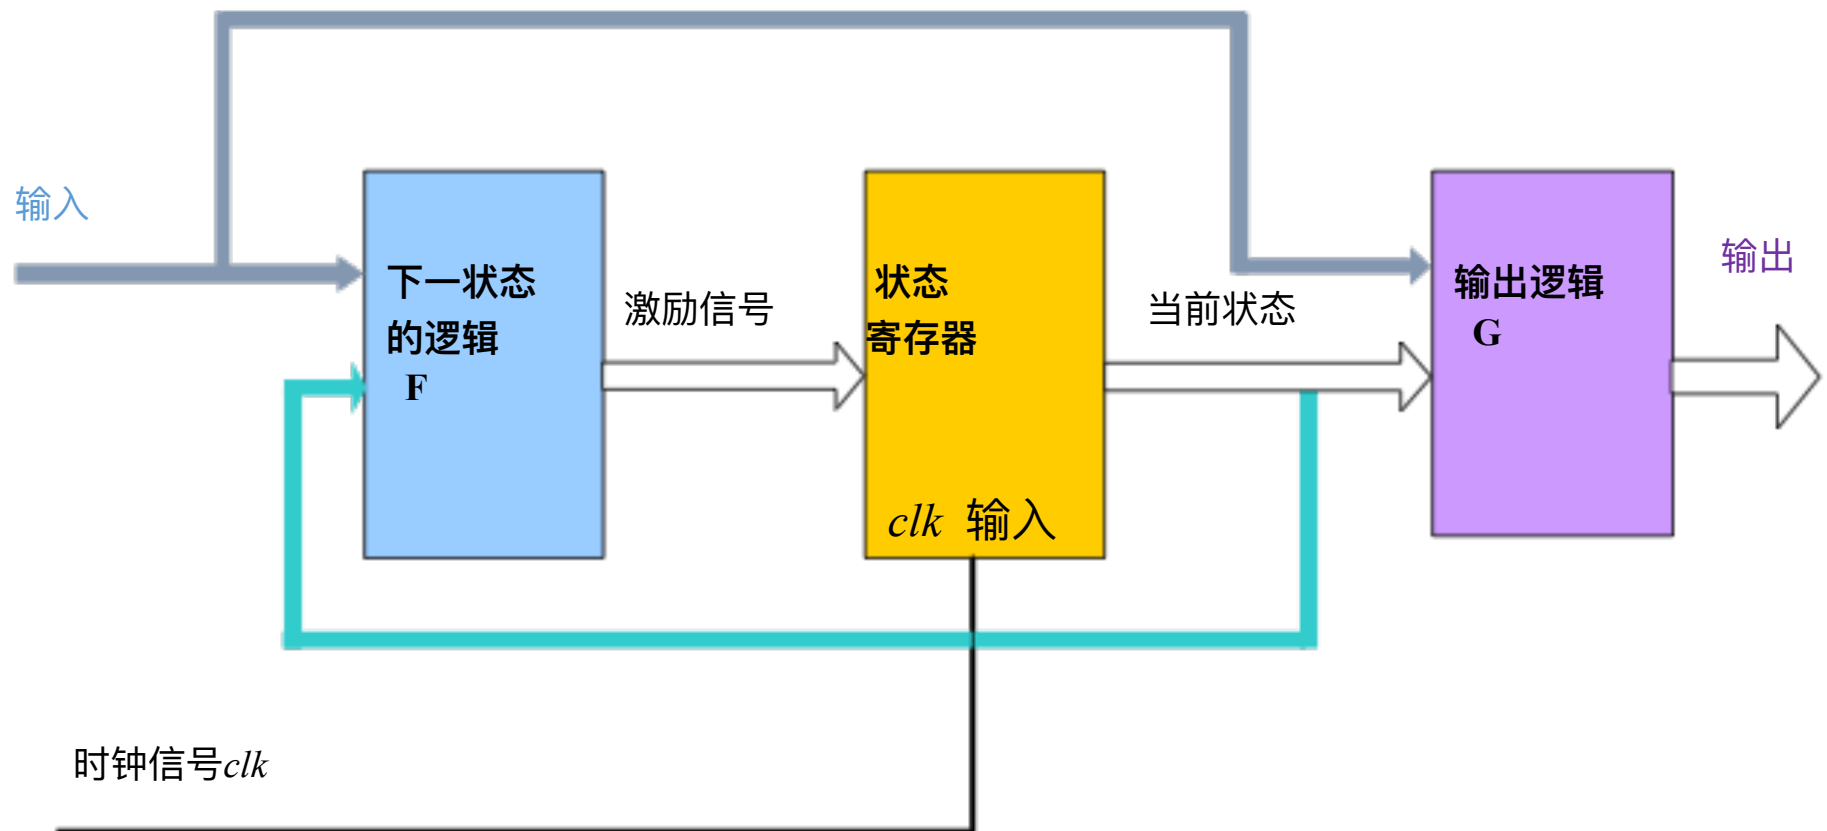 输入
下一状态
的逻辑
F
激励信号
状态
寄存器
clk 输入
当前状态
输出逻辑
G
输出
时钟信号clk